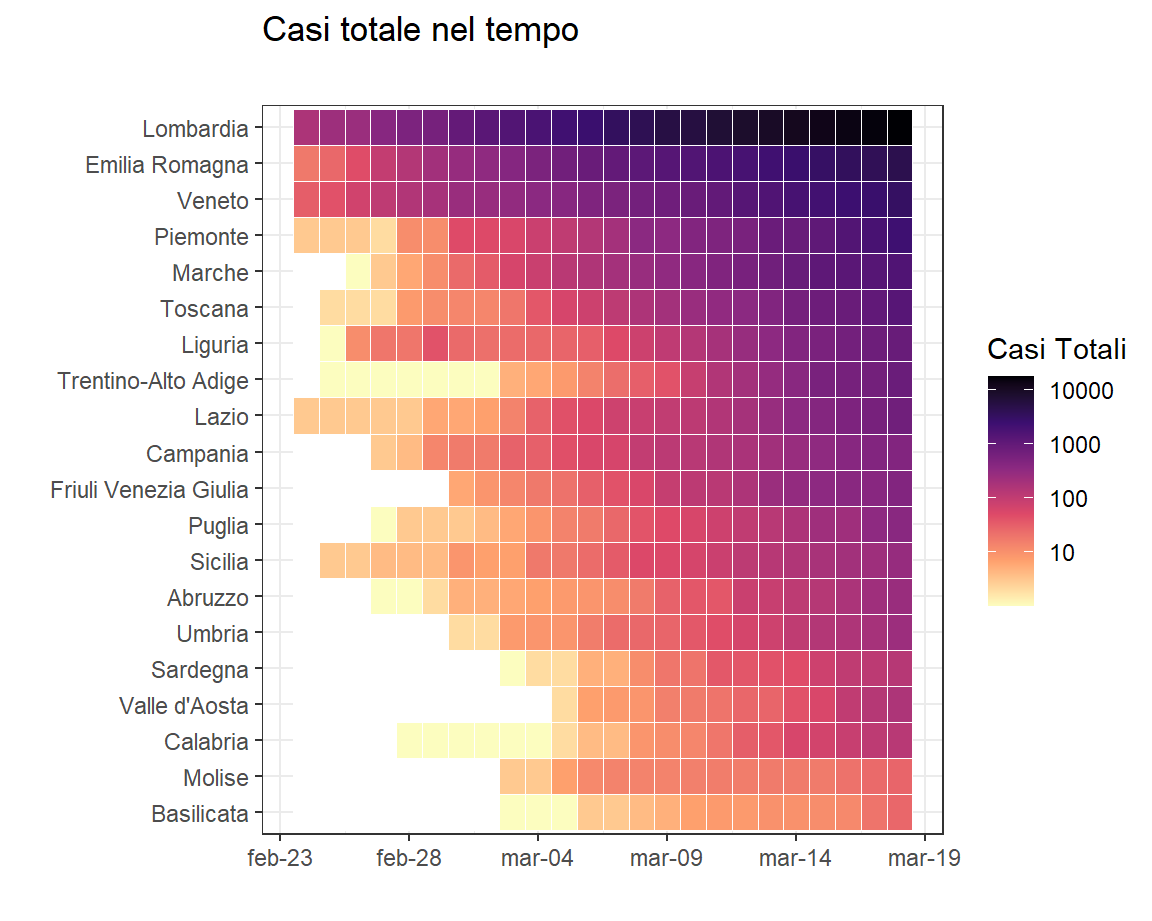 Casi totale nel tempo
Lombardia
Emilia Romagna
Veneto
Piemonte
Marche
Toscana
Liguria
Trentino-Alto Adige
Lazio
Campania
Friuli Venezia Giulia
Puglia
Sicilia
Abruzzo
Umbria
Sardegna
Valle d'Aosta
Calabria
Molise
Basilicata
feb-23 feb-28 mar-04 mar-09 mar-14 mar-19
Casi Totali
10000
1000
100
10